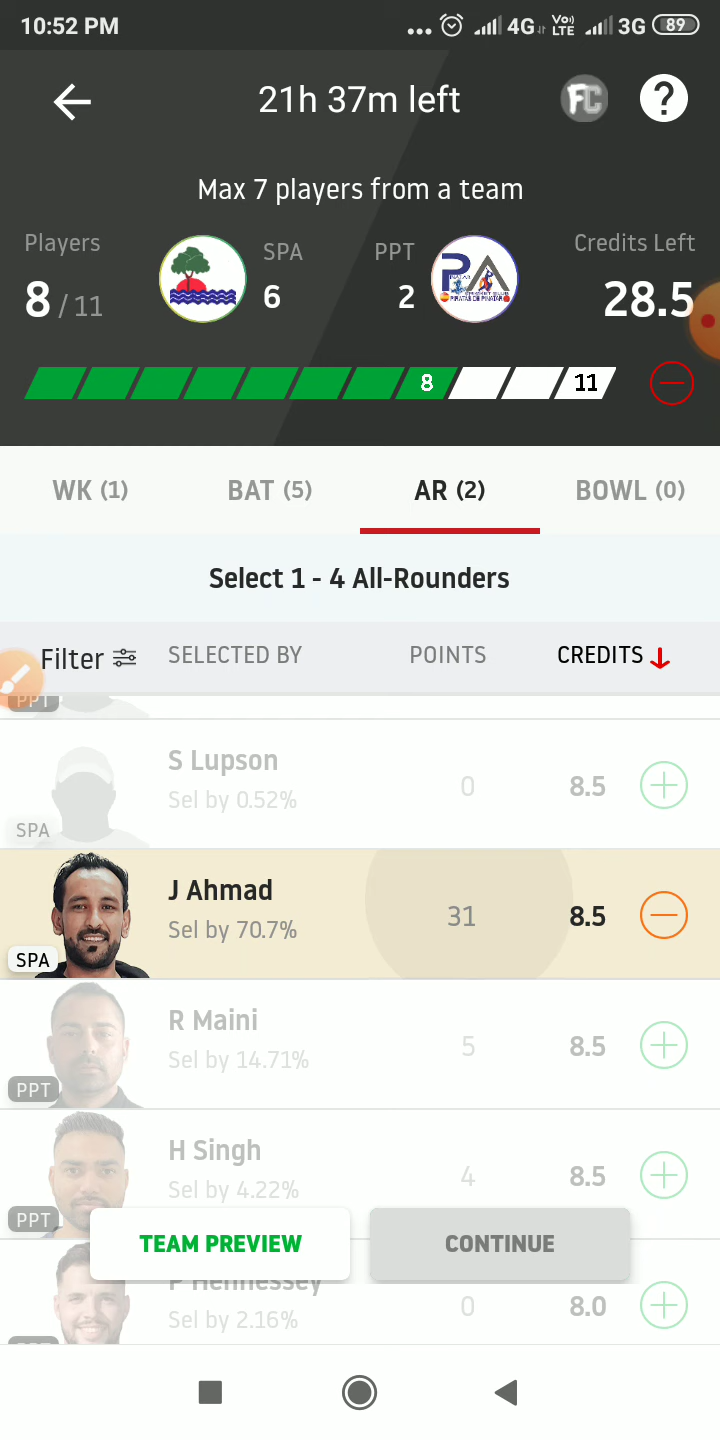 10:52 PM
4G
Vo)
LTE
3G
89
21h 37m left
FC
?
Max 7 players from a team
Players
SPA
PPT
Credits Left
8 / 11
6
2
28.5
8
11
WK (1)
BAT (5)
AR (2)
BOWL (0)
Select 1 - 4 All-Rounders
Filter
SELECTED BY
POINTS
CREDITS
PPT
S Lupson
Sel by 0.52%
0
8.5
SPA
J Ahmad
Sel by 70.7%
31
8.5
SPA
R Maini
Sel by 14.71%
5
8.5
PPT
H Singh
Sel by 4.22%
4
8.5
PPT
TEAM PREVIEW
CONTINUE
P Hennessey
Sel by 2.16%
0
8.0